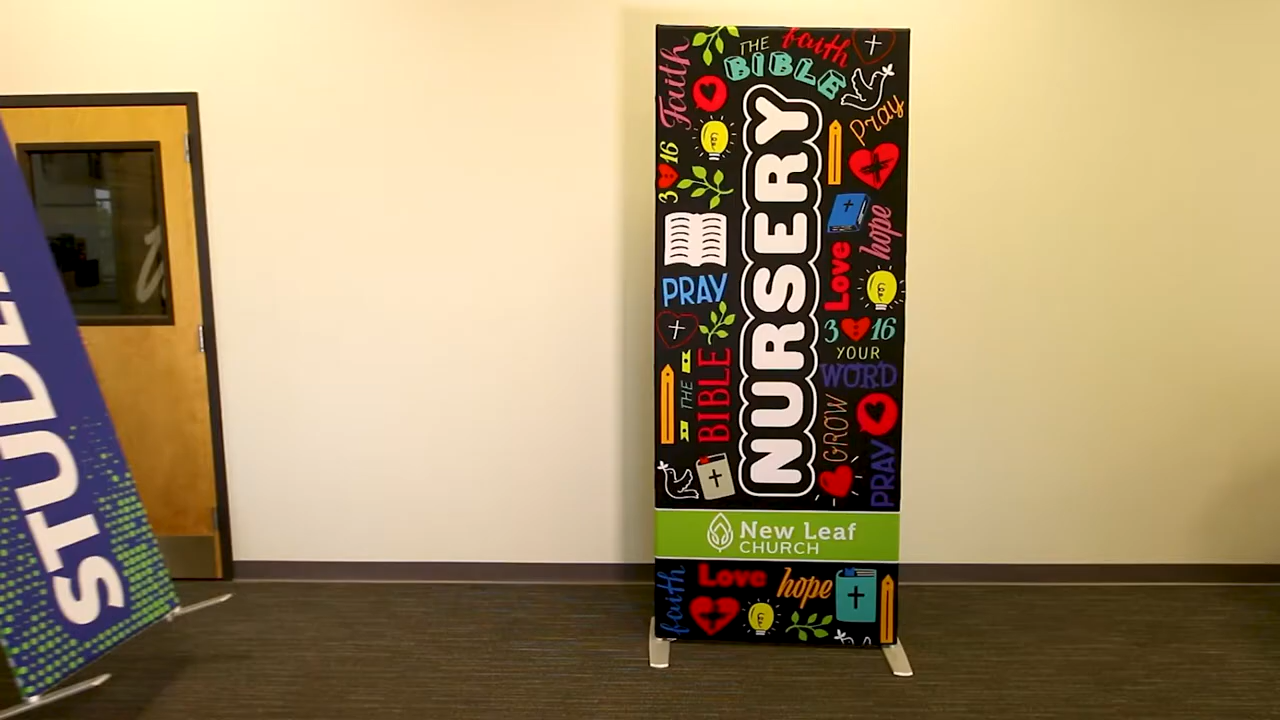 STUDE
Faith
THE
BIBLE
faith
Pray
3 16
hope
PRAY
Love
3 16
YOUR
WORD
THE
BIBLE
GROW
PRAY
NURSERY
New Leaf
CHURCH
faith
Love
hope